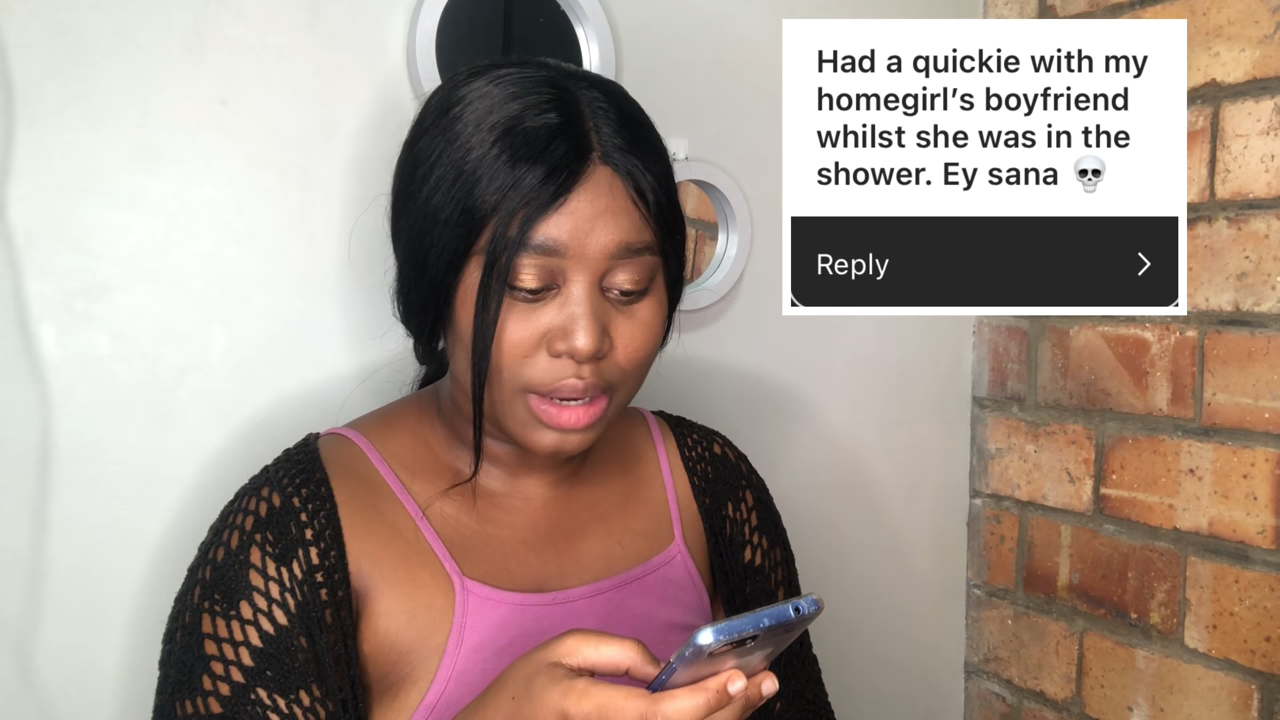 Had a quickie with my
homegirl’s boyfriend
whilst she was in the
shower. Ey sana 💀
Reply